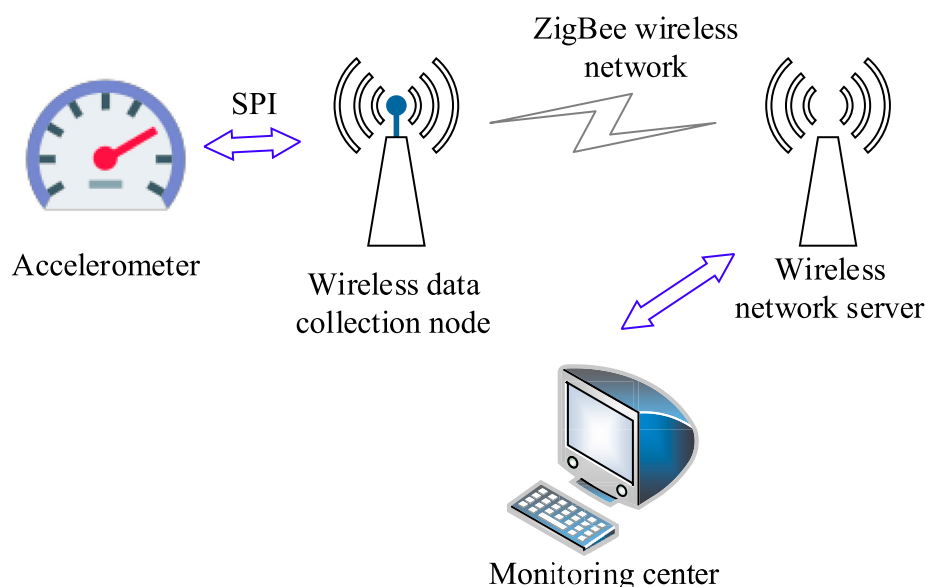 ZigBee wireless
network
SPI
Accelerometer
Wireless data
collection node
Wireless
network server
Monitoring center